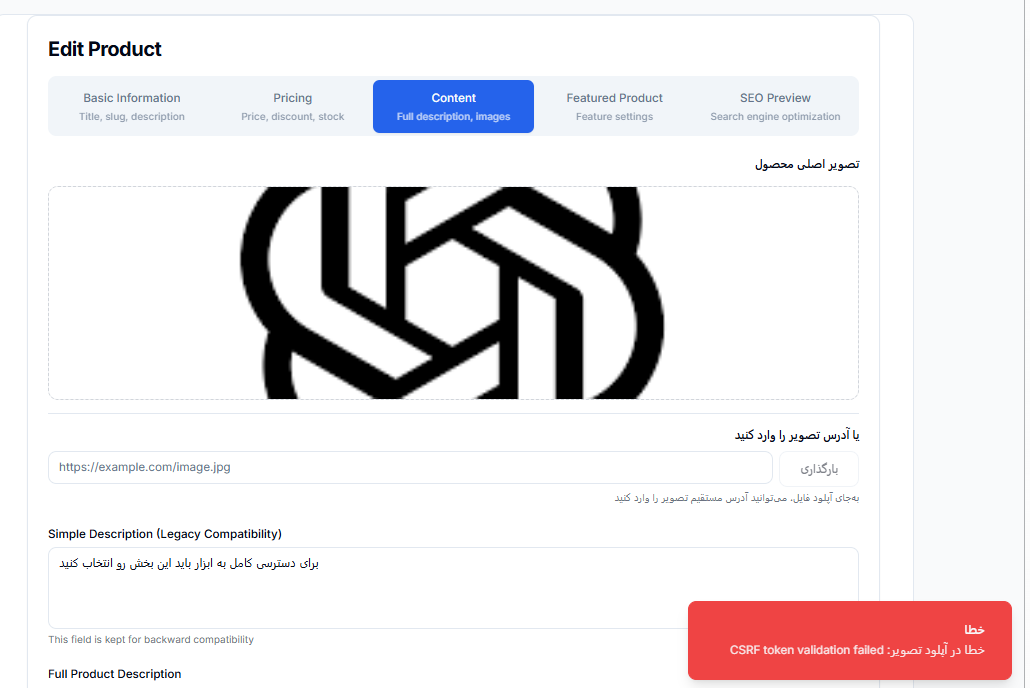 Edit Product
Basic Information
Title, slug, description
Pricing
Price, discount, stock
Content
Full description, images
Featured Product
Feature settings
SEO Preview
Search engine optimization
تصویر اصلی محصول
یا آدرس تصویر را وارد کنید
https://example.com/image.jpg
بارگذاری
به‌جای آپلود فایل، می‌توانید آدرس مستقیم تصویر را وارد کنید
Simple Description (Legacy Compatibility)
برای دسترسی کامل به ابزار باید این بخش رو انتخاب کنید
This field is kept for backward compatibility
Full Product Description
خطا
خطا در آپلود تصویر: CSRF token validation failed